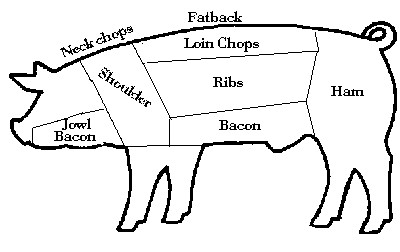 Fatback
Neck chops
Loin Chops
Shoulder
Ribs
Ham
Jowl
Bacon
Bacon